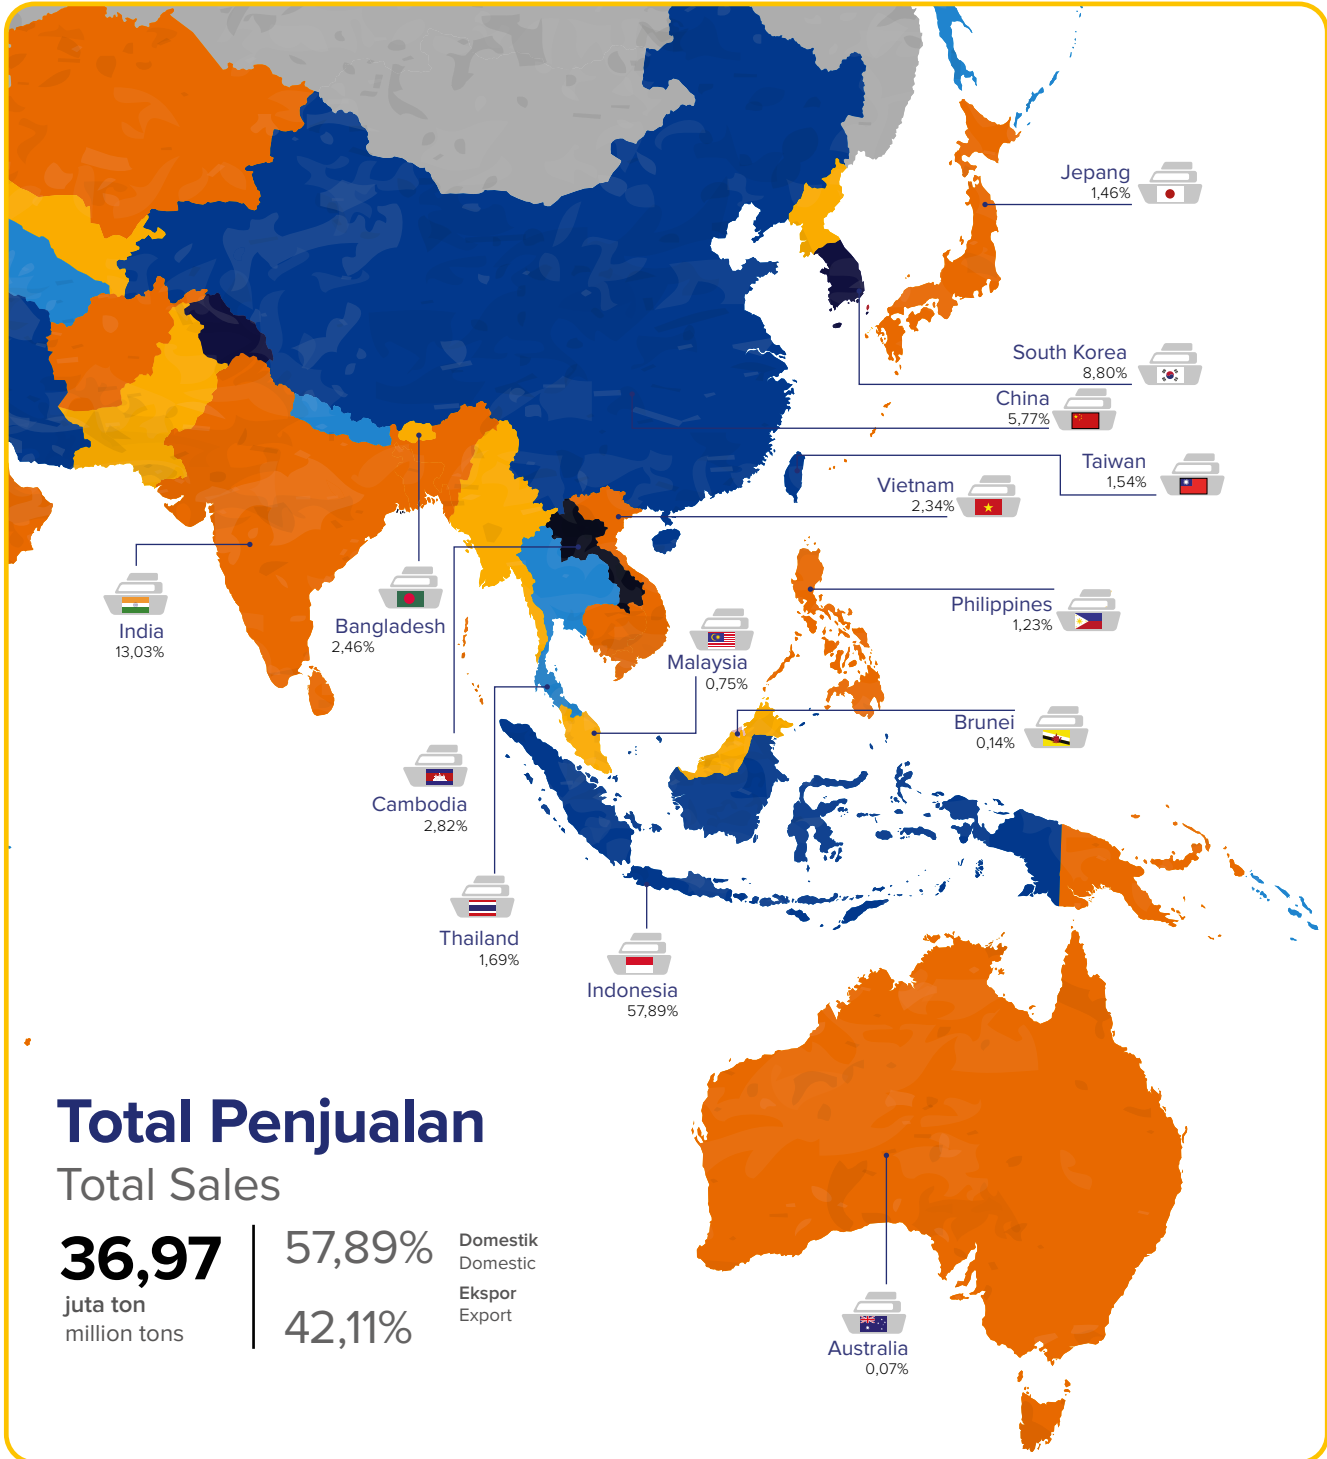 Jepang
1,46%
South Korea
8,80%
China
5,77%
Taiwan
1,54%
Vietnam
2,34%
India
13,03%
Bangladesh
2,46%
Philippines
1,23%
Malaysia
0,75%
Brunei
0,14%
Cambodia
2,82%
Thailand
1,69%
Indonesia
57,89%
Total Penjualan
Total Sales
36,97
juta ton
million tons
57,89%
Domestik
Domestic
42,11%
Ekspor
Export
Australia
0,07%